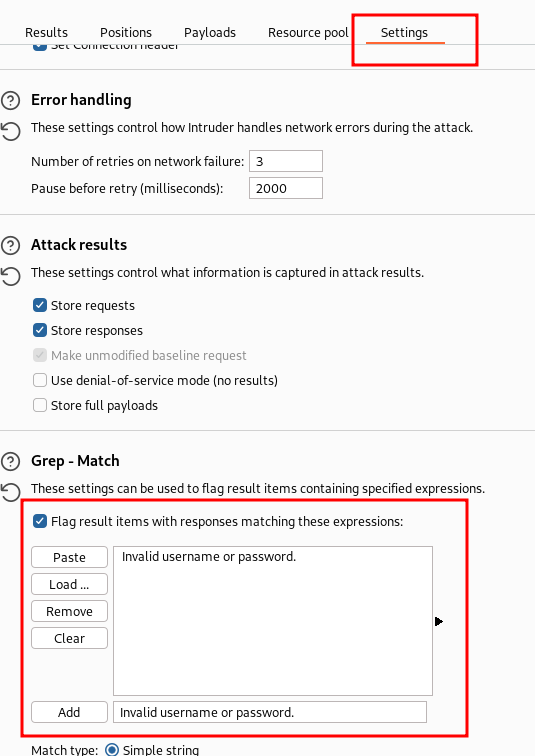 Results Positions Payloads Resource pool Settings
Set Connection header
Error handling
These settings control how Intruder handles network errors during the attack.
Number of retries on network failure: 3
Pause before retry (milliseconds): 2000
Attack results
These settings control what information is captured in attack results.
Store requests
Store responses
Make unmodified baseline request
Use denial-of-service mode (no results)
Store full payloads
Grep - Match
These settings can be used to flag result items containing specified expressions.
Flag result items with responses matching these expressions:
Paste Invalid username or password.
Load ...
Remove
Clear
Add Invalid username or password.
Match type: Simple string